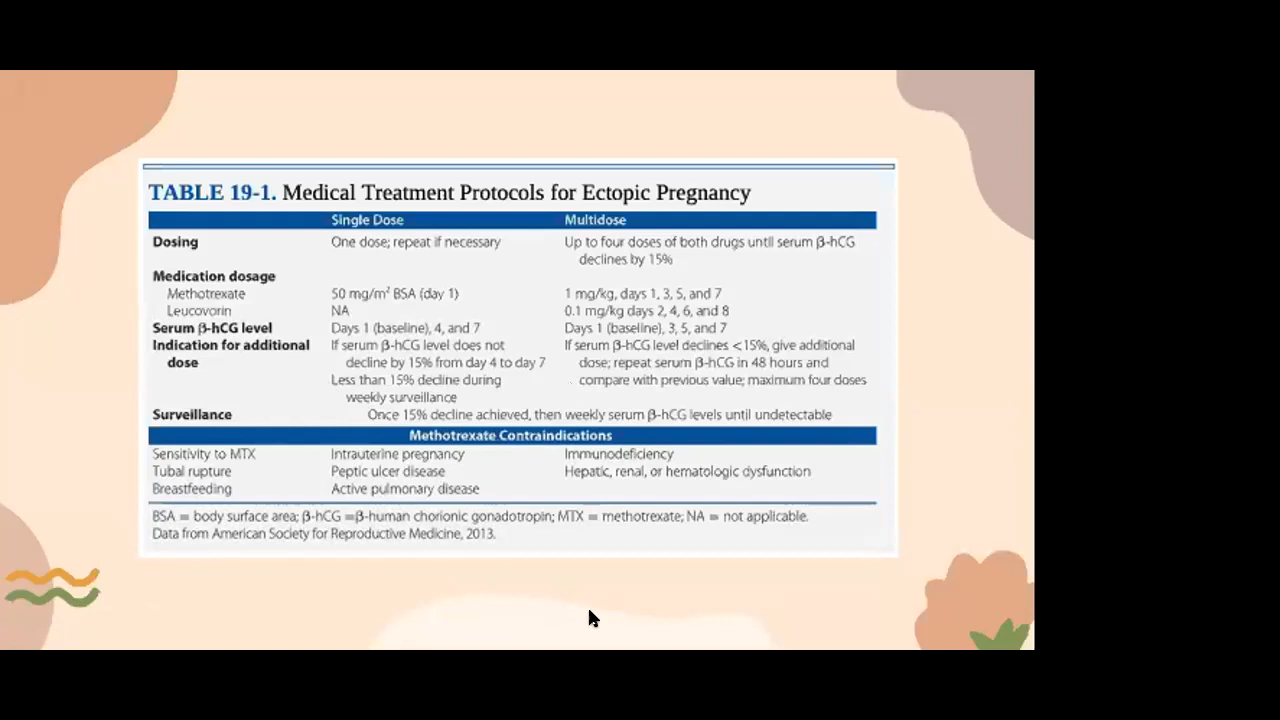 TABLE 19-1. Medical Treatment Protocols for Ectopic Pregnancy
Single Dose Multidose
Dosing One dose; repeat if necessary Up to four doses of both drugs until serum β-hCG
declines by 15%
Medication dosage
Methotrexate 50 mg/m² BSA (day 1) 1 mg/kg, days 1, 3, 5, and 7
Leucovorin NA 0.1 mg/kg days 2, 4, 6, and 8
Serum β-hCG level Days 1 (baseline), 4, and 7 Days 1 (baseline), 3, 5, and 7
Indication for additional If serum β-hCG level does not If serum β-hCG level declines <15%, give additional
dose decline by 15% from day 4 to day 7 dose; repeat serum β-hCG in 48 hours and
Less than 15% decline during compare with previous value; maximum four doses
weekly surveillance
Surveillance Once 15% decline achieved, then weekly serum β-hCG levels until undetectable
Methotrexate Contraindications
Sensitivity to MTX Intrauterine pregnancy Immunodeficiency
Tubal rupture Peptic ulcer disease Hepatic, renal, or hematologic dysfunction
Breastfeeding Active pulmonary disease
BSA = body surface area; β-hCG =β-human chorionic gonadotropin; MTX = methotrexate; NA = not applicable.
Data from American Society for Reproductive Medicine, 2013.